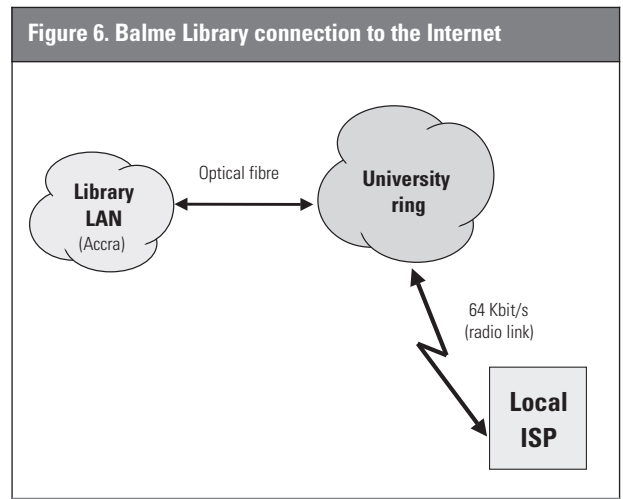 Figure 6. Balme Library connection to the Internet
Library
LAN
(Accra)
Optical fibre
University
ring
64 Kbit/s
(radio link)
Local
ISP